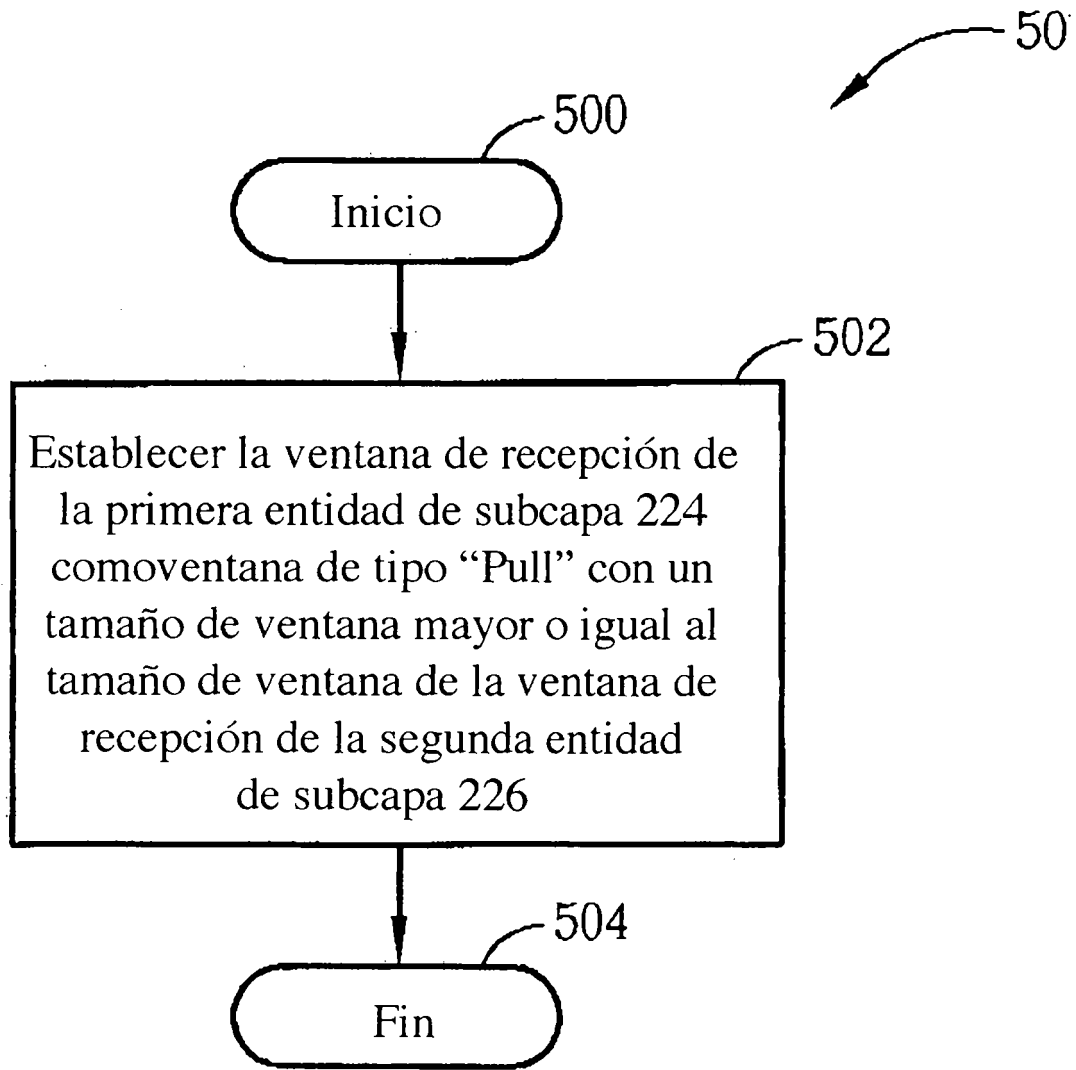 50
500
Inicio
502
Establecer la ventana de recepción de
la primera entidad de subcapa 224
comoventana de tipo “Pull” con un
tamaño de ventana mayor o igual al
tamaño de ventana de la ventana de
recepción de la segunda entidad
de subcapa 226
504
Fin